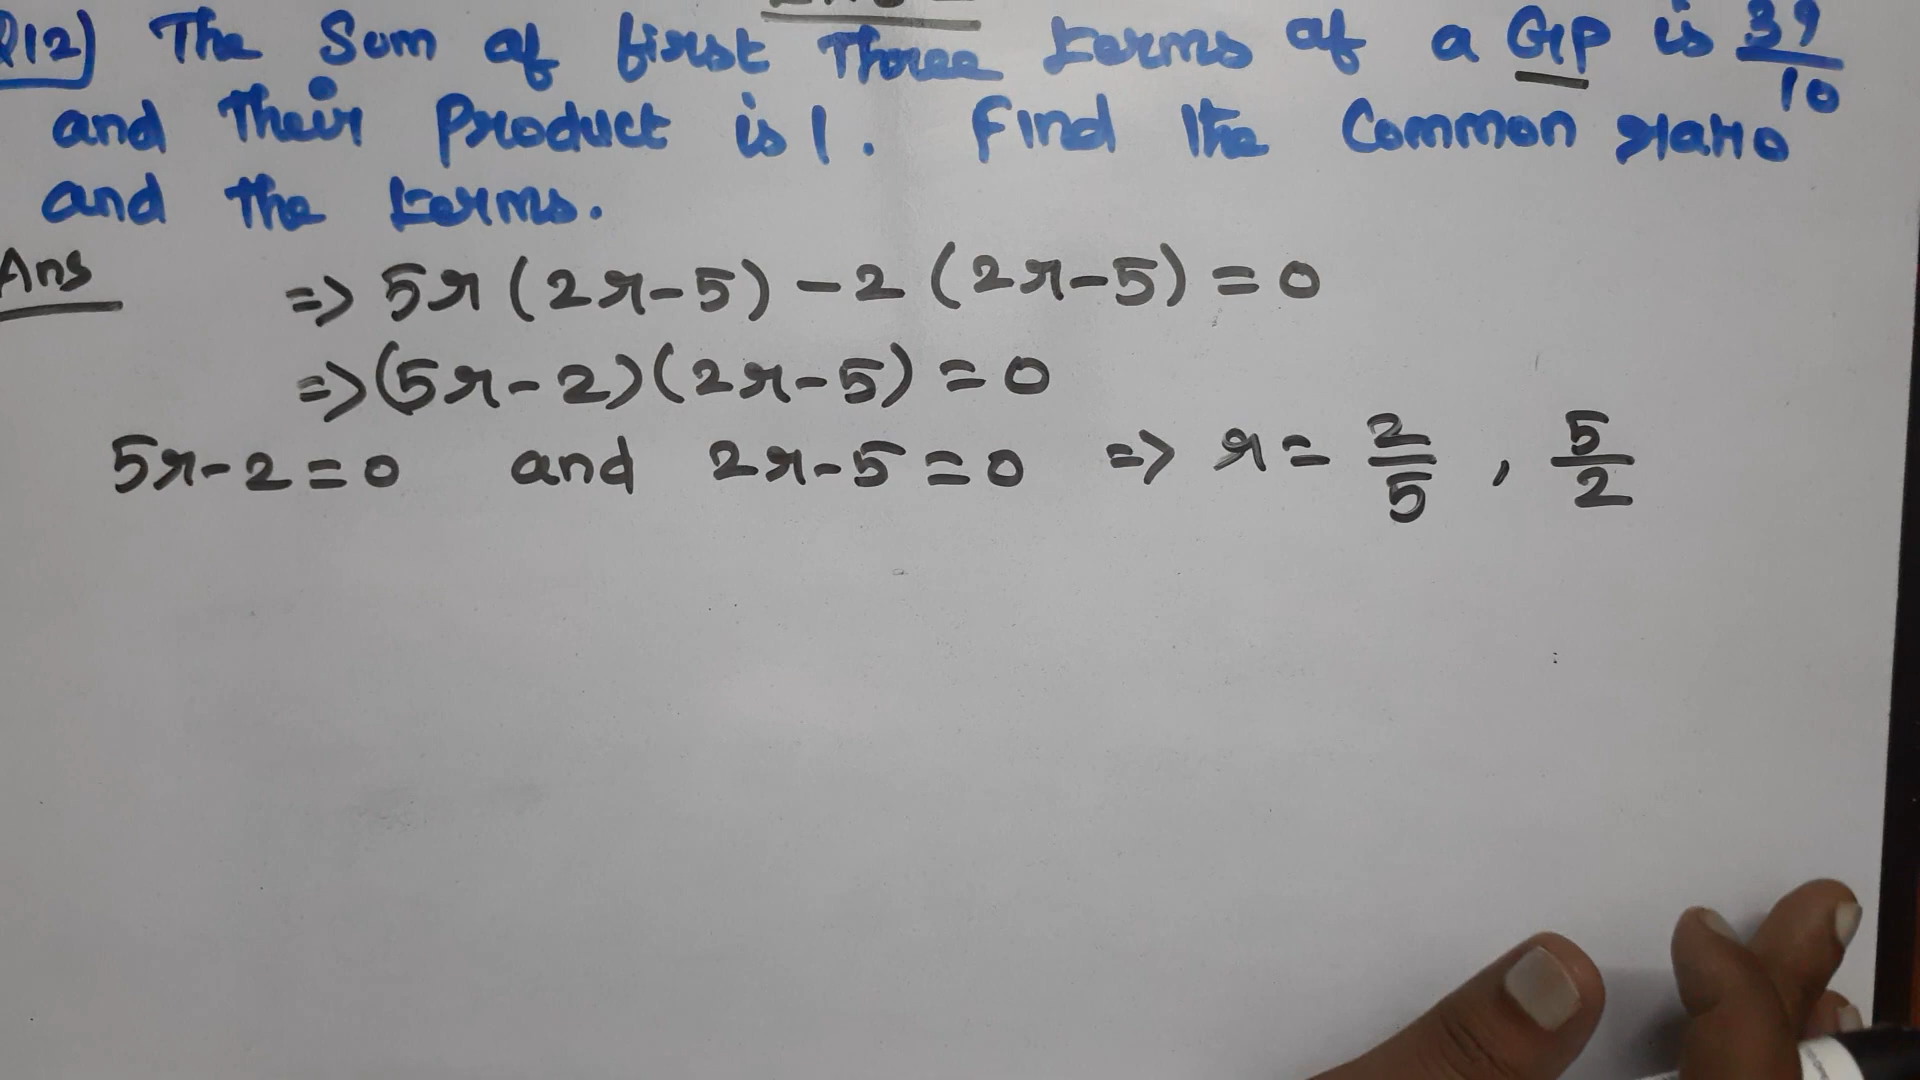 Q12) The Sum of first Three terms of a GP is 39/10
and Their Product is 1. Find the Common ratio
and the terms.
Ans
=> 5r(2r-5) - 2(2r-5) = 0
=> (5r-2)(2r-5) = 0
5r-2=0 and 2r-5=0 => r = 2/5 , 5/2